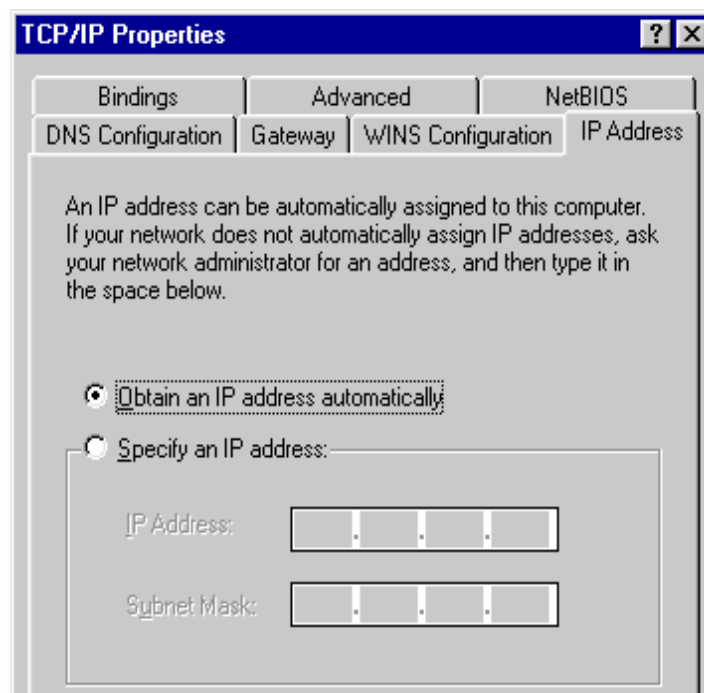 TCP/IP Properties
Bindings Advanced NetBIOS
DNS Configuration Gateway WINS Configuration IP Address
An IP address can be automatically assigned to this computer.
If your network does not automatically assign IP addresses, ask
your network administrator for an address, and then type it in
the space below.
Obtain an IP address automatically
Specify an IP address:
IP Address:
. . .
Subnet Mask:
. . .